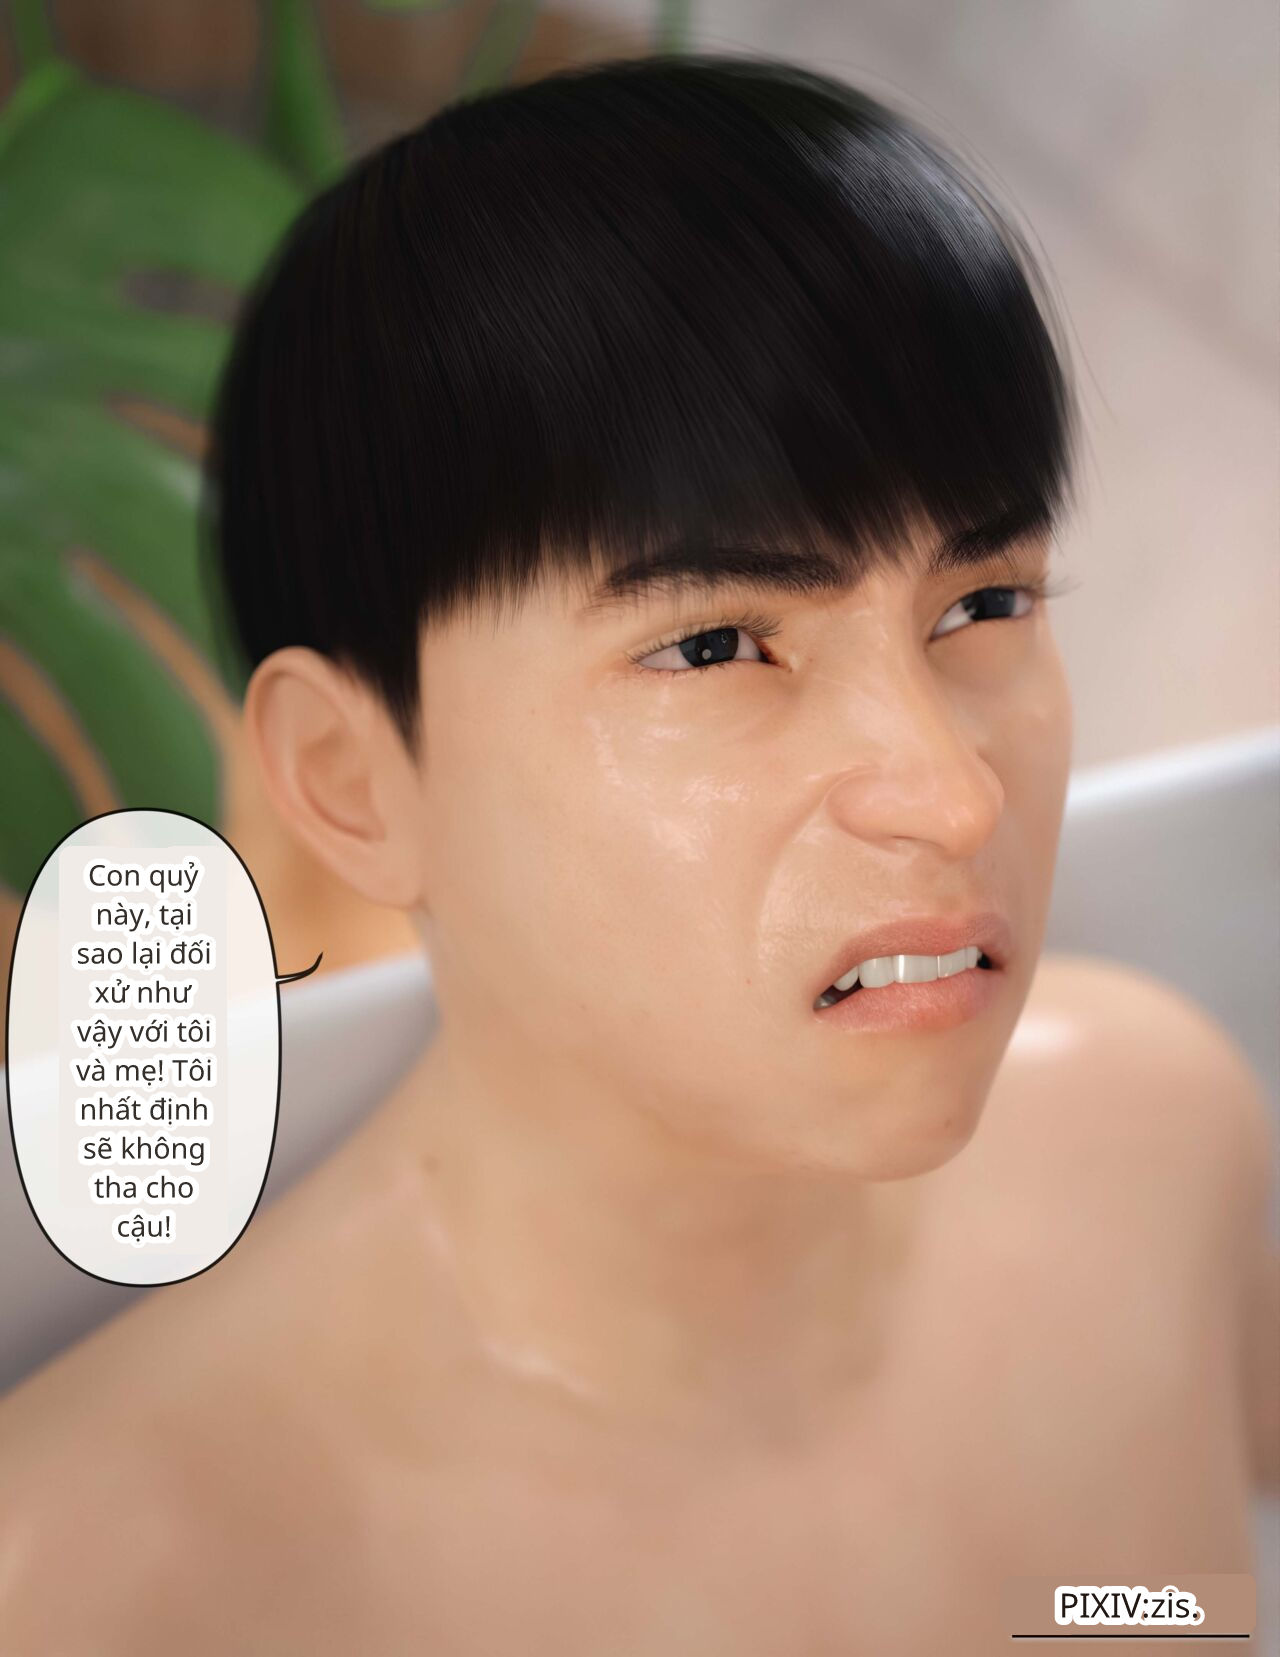 Con quỷ
này, tại
sao lại đối
xử như
vậy với tôi
và mẹ! Tôi
nhất định
sẽ không
tha cho
cậu!
PIXIV:zis.